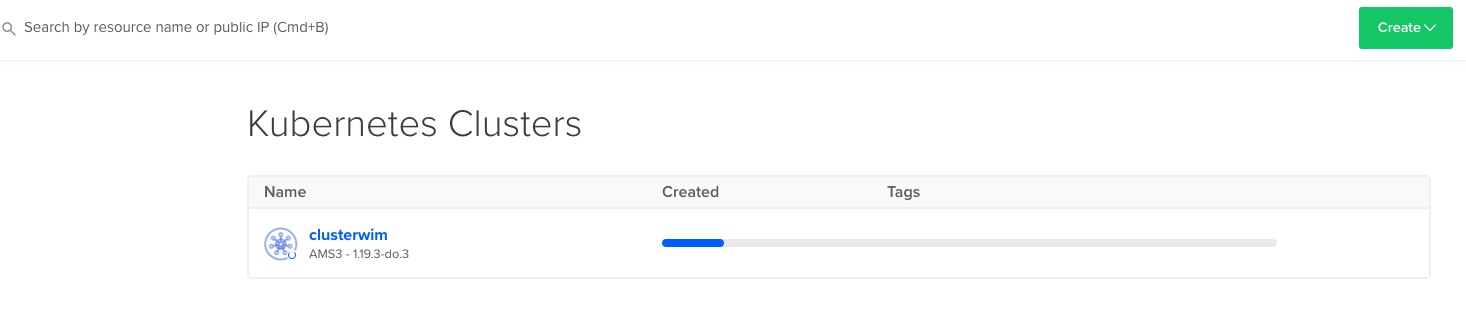 Search by resource name or public IP (Cmd+B)
Create
Kubernetes Clusters
Name Created Tags
clusterwim
AMS3 - 1.19.3-do.3